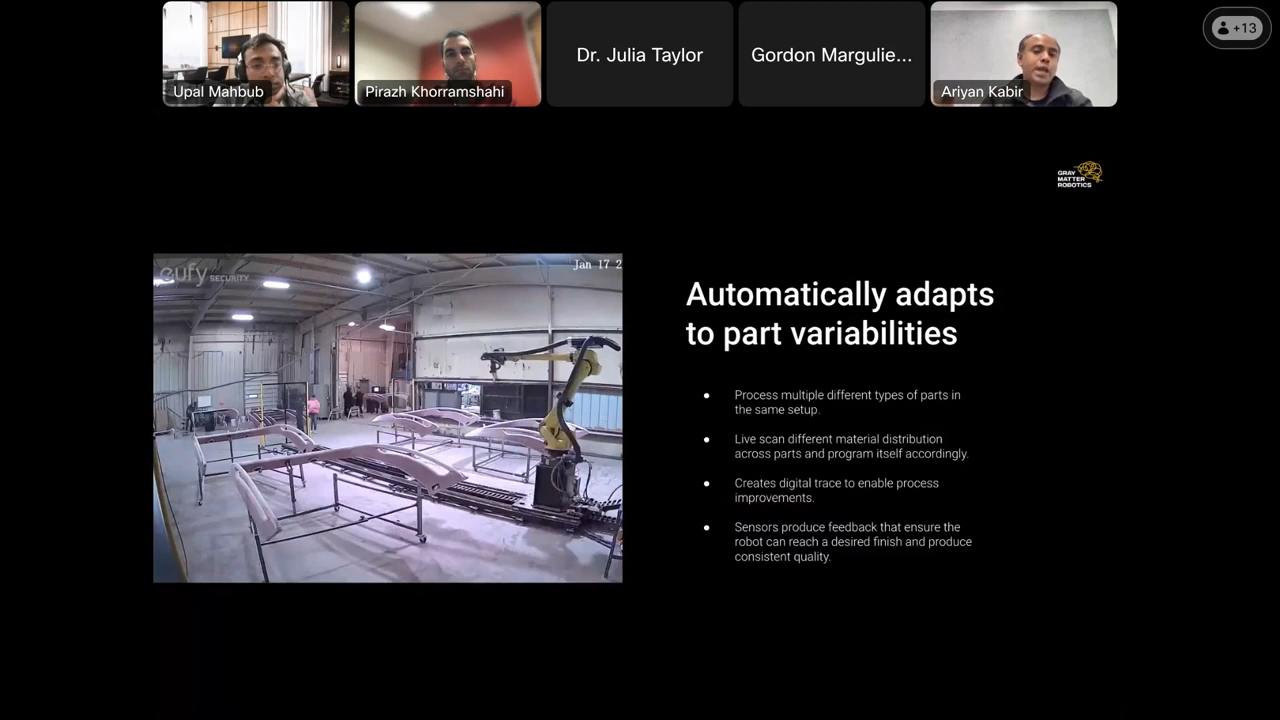 +13
Dr. Julia Taylor
Gordon Margulie...
Upal Mahbub
Pirazh Khorramshahi
Ariyan Kabir
GRAY
MATTER
ROBOTICS
eufy SECURITY
Jan 17 2
Automatically adapts
to part variabilities
● Process multiple different types of parts in
the same setup.
● Live scan different material distribution
across parts and program itself accordingly.
● Creates digital trace to enable process
improvements.
● Sensors produce feedback that ensure the
robot can reach a desired finish and produce
consistent quality.